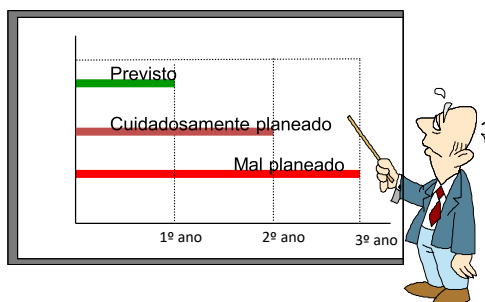 Previsto
Cuidadosamente planeado
Mal planeado
1º ano 2º ano 3º ano